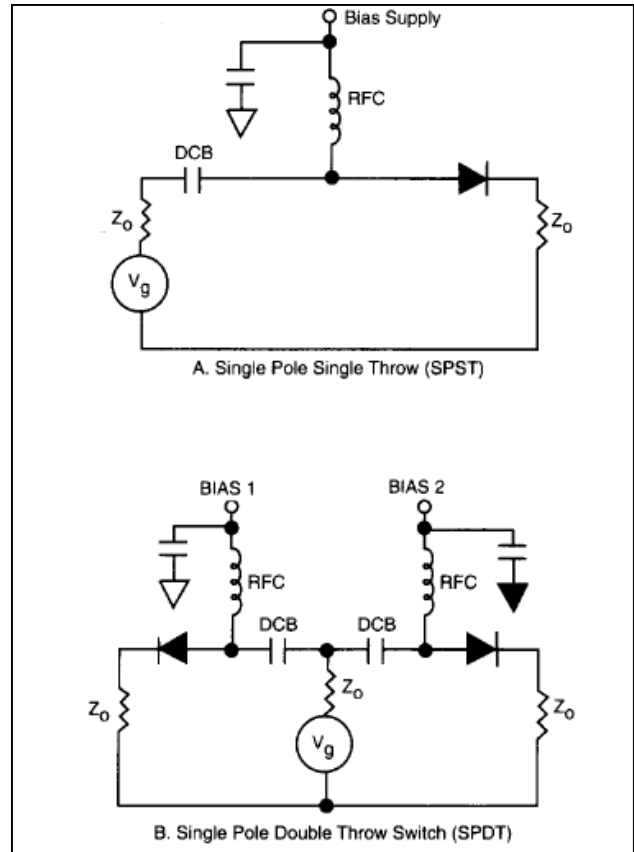 Bias Supply
RFC
DCB
Zo
Zo
Vg
A. Single Pole Single Throw (SPST)
BIAS 1
BIAS 2
RFC
RFC
DCB
DCB
Zo
Zo
Zo
Vg
B. Single Pole Double Throw Switch (SPDT)